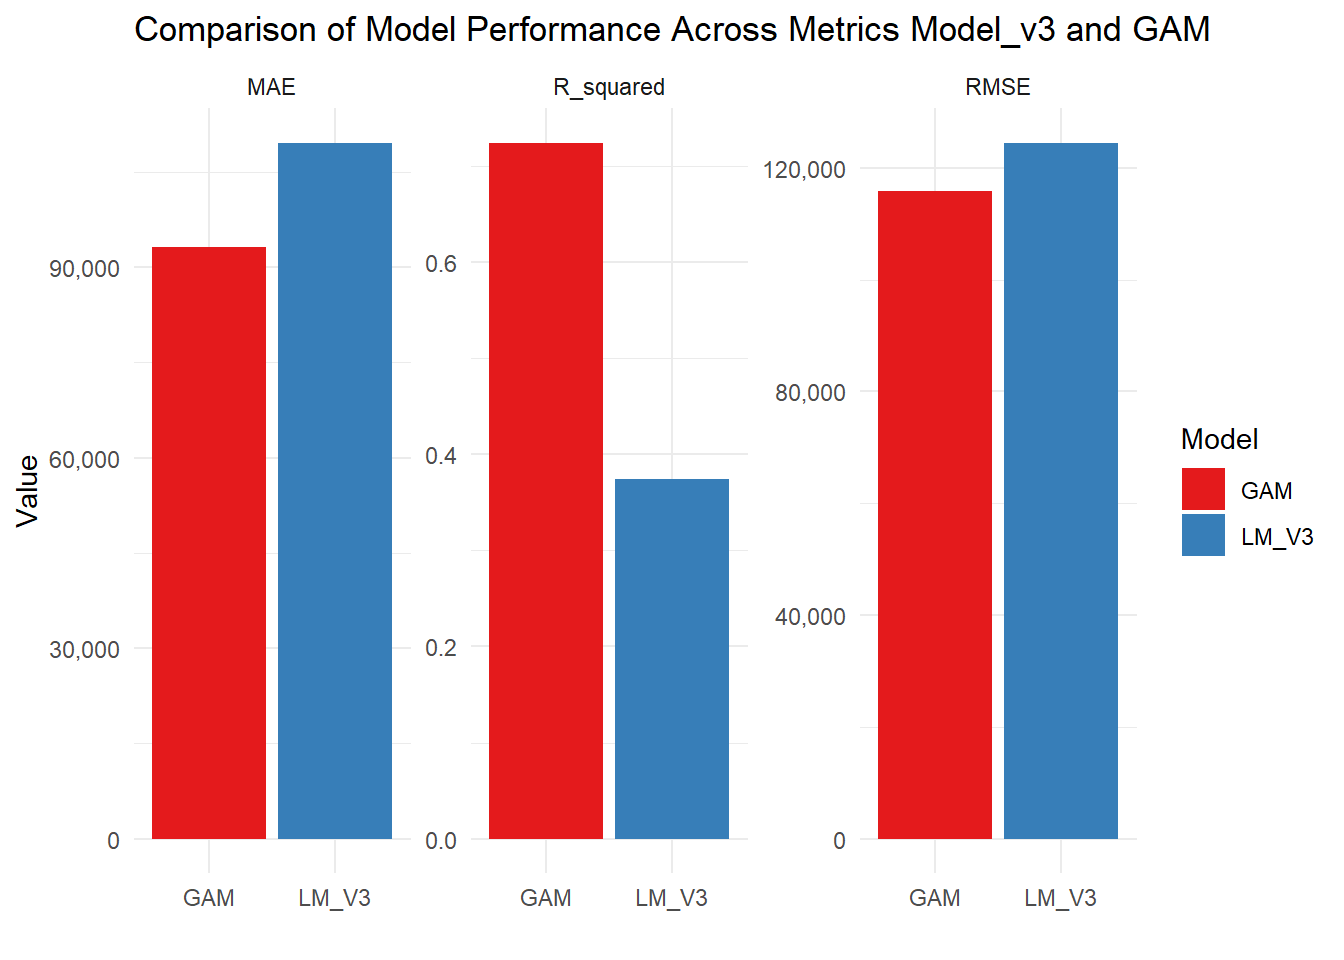 Comparison of Model Performance Across Metrics Model_v3 and GAM
MAE
R_squared
RMSE
Value
90,000
60,000
30,000
0
0.6
0.4
0.2
0.0
120,000
80,000
40,000
0
GAM
LM_V3
GAM
LM_V3
GAM
LM_V3
Model
GAM
LM_V3